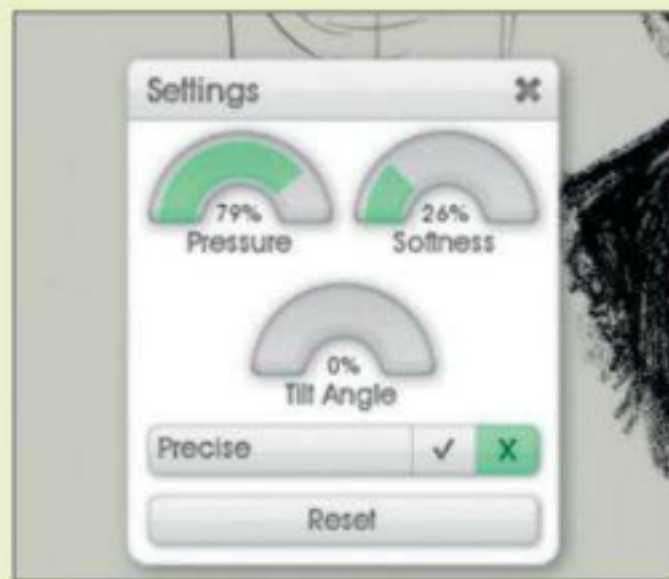 Settings
79%
Pressure
26%
Softness
0%
Tilt Angle
Precise
X
Reset